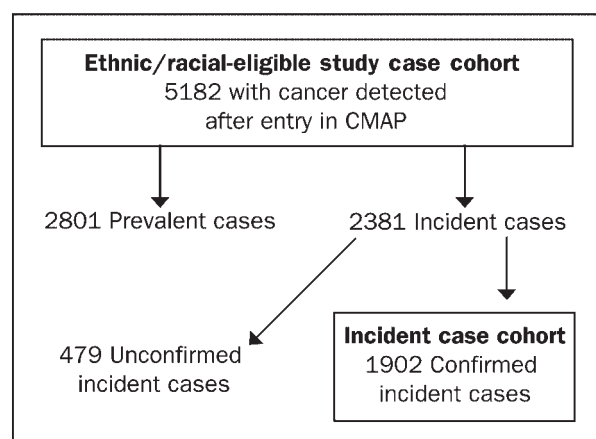 Ethnic/racial-eligible study case cohort
5182 with cancer detected
after entry in CMAP
2801 Prevalent cases
2381 Incident cases
479 Unconfirmed
incident cases
Incident case cohort
1902 Confirmed
incident cases